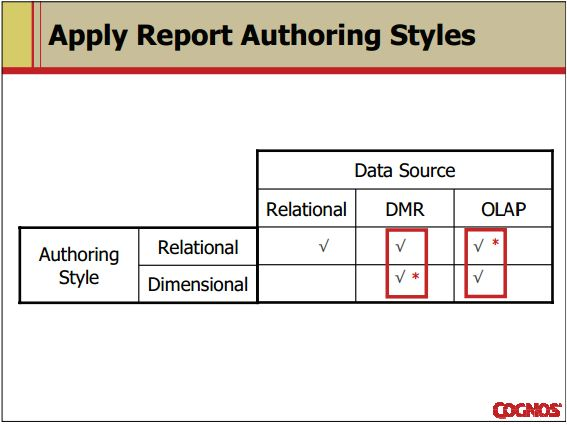 Apply Report Authoring Styles
Data Source
Relational DMR OLAP
Authoring Style
Relational √ √ √ *
Dimensional √ * √
COGNOS®